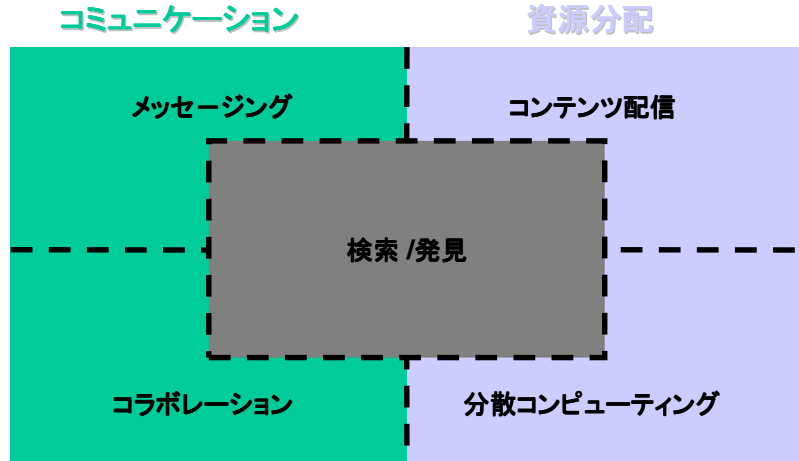 コミュニケーション
資源分配
メッセージング
コンテンツ配信
検索 /発見
コラボレーション
分散コンピューティング